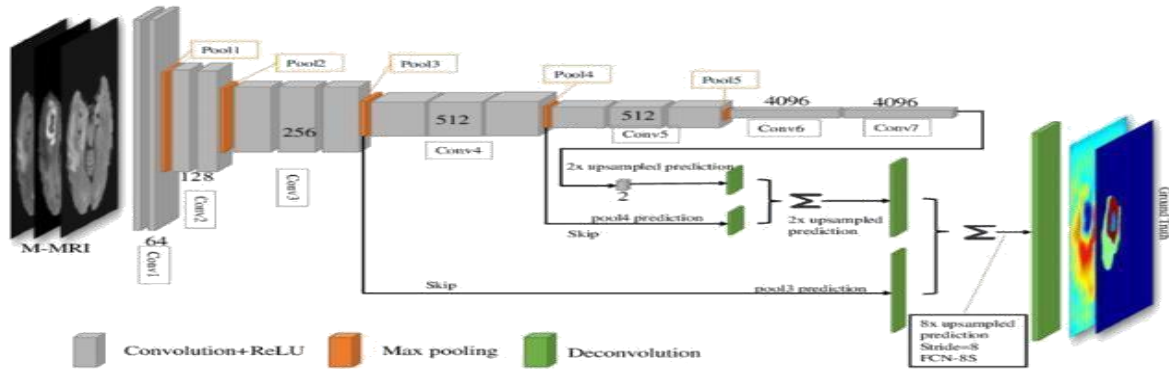 Pool1
Pool2
Pool3
Pool4
Pool5
4096
4096
256
512
512
Conv4
Conv5
Conv6
Conv7
128
Conv2
Conv3
64
Conv1
M-MRI
2x upsampled prediction
2
pool4 prediction
Skip
Σ
2x upsampled
prediction
Σ
Skip
pool3 prediction
8x upsampled
prediction
Stride=8
FCN-8S
Ground Truth
Convolution+ReLU
Max pooling
Deconvolution